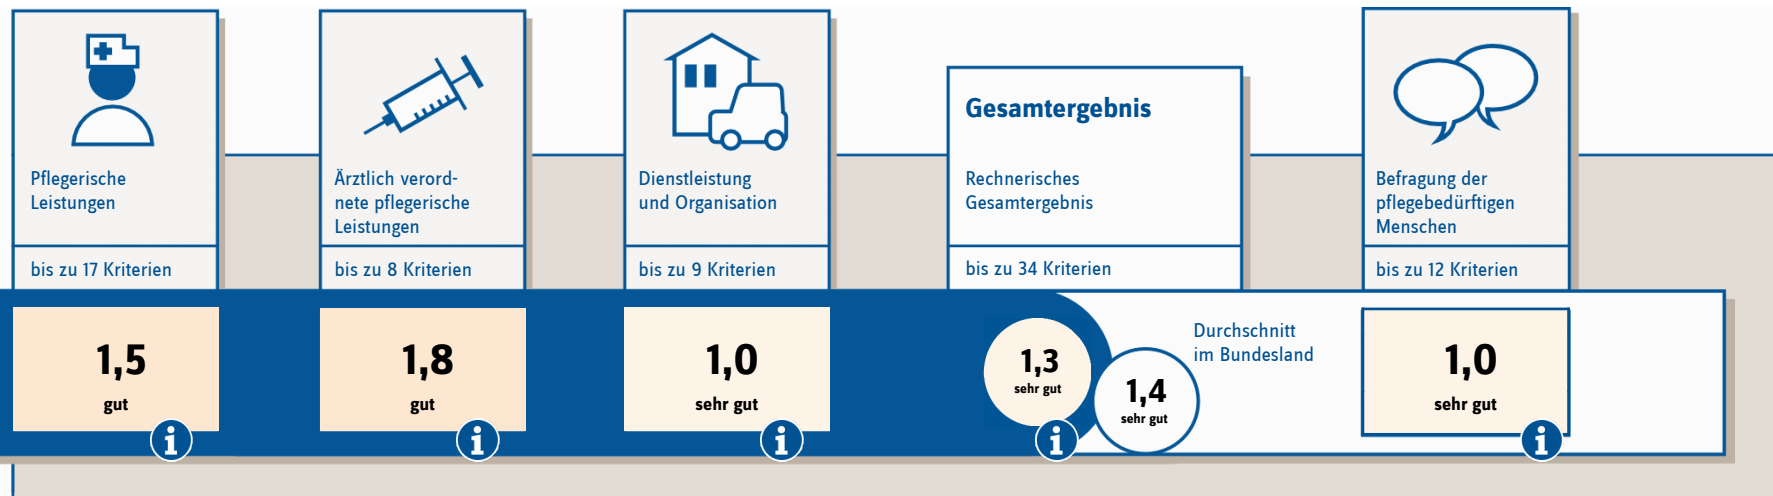 Pflegerische
Leistungen
bis zu 17 Kriterien
1,5
gut
i
Ärztlich verord-
nete pflegerische
Leistungen
bis zu 8 Kriterien
1,8
gut
i
Dienstleistung
und Organisation
bis zu 9 Kriterien
1,0
sehr gut
i
Gesamtergebnis
Rechnerisches
Gesamtergebnis
bis zu 34 Kriterien
1,3
sehr gut
i
Durchschnitt
im Bundesland
1,4
sehr gut
Befragung der
pflegebedürftigen
Menschen
bis zu 12 Kriterien
1,0
sehr gut
i